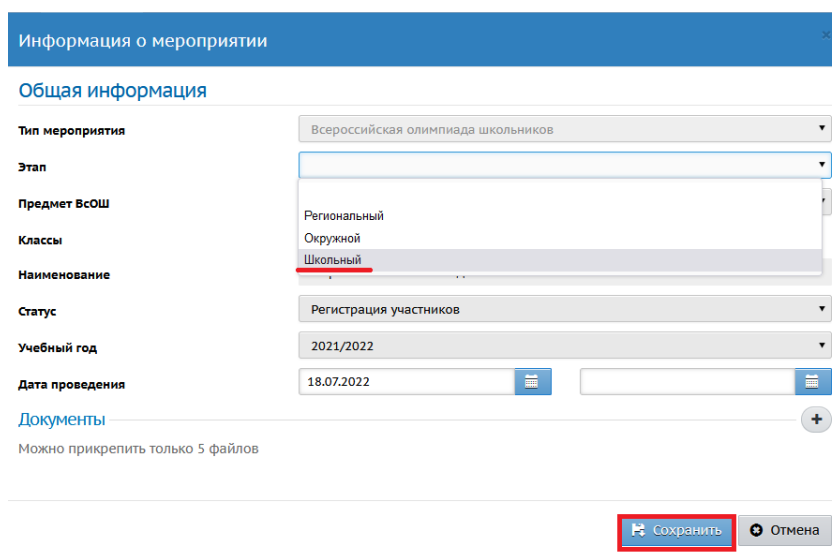 Информация о мероприятии
Общая информация
Тип мероприятия Всероссийская олимпиада школьников
Этап
Предмет ВсОШ
Региональный
Классы
Окружной
Школьный
Наименование
Статус Регистрация участников
Учебный год 2021/2022
Дата проведения 18.07.2022
Документы
Можно прикрепить только 5 файлов
Сохранить Отмена